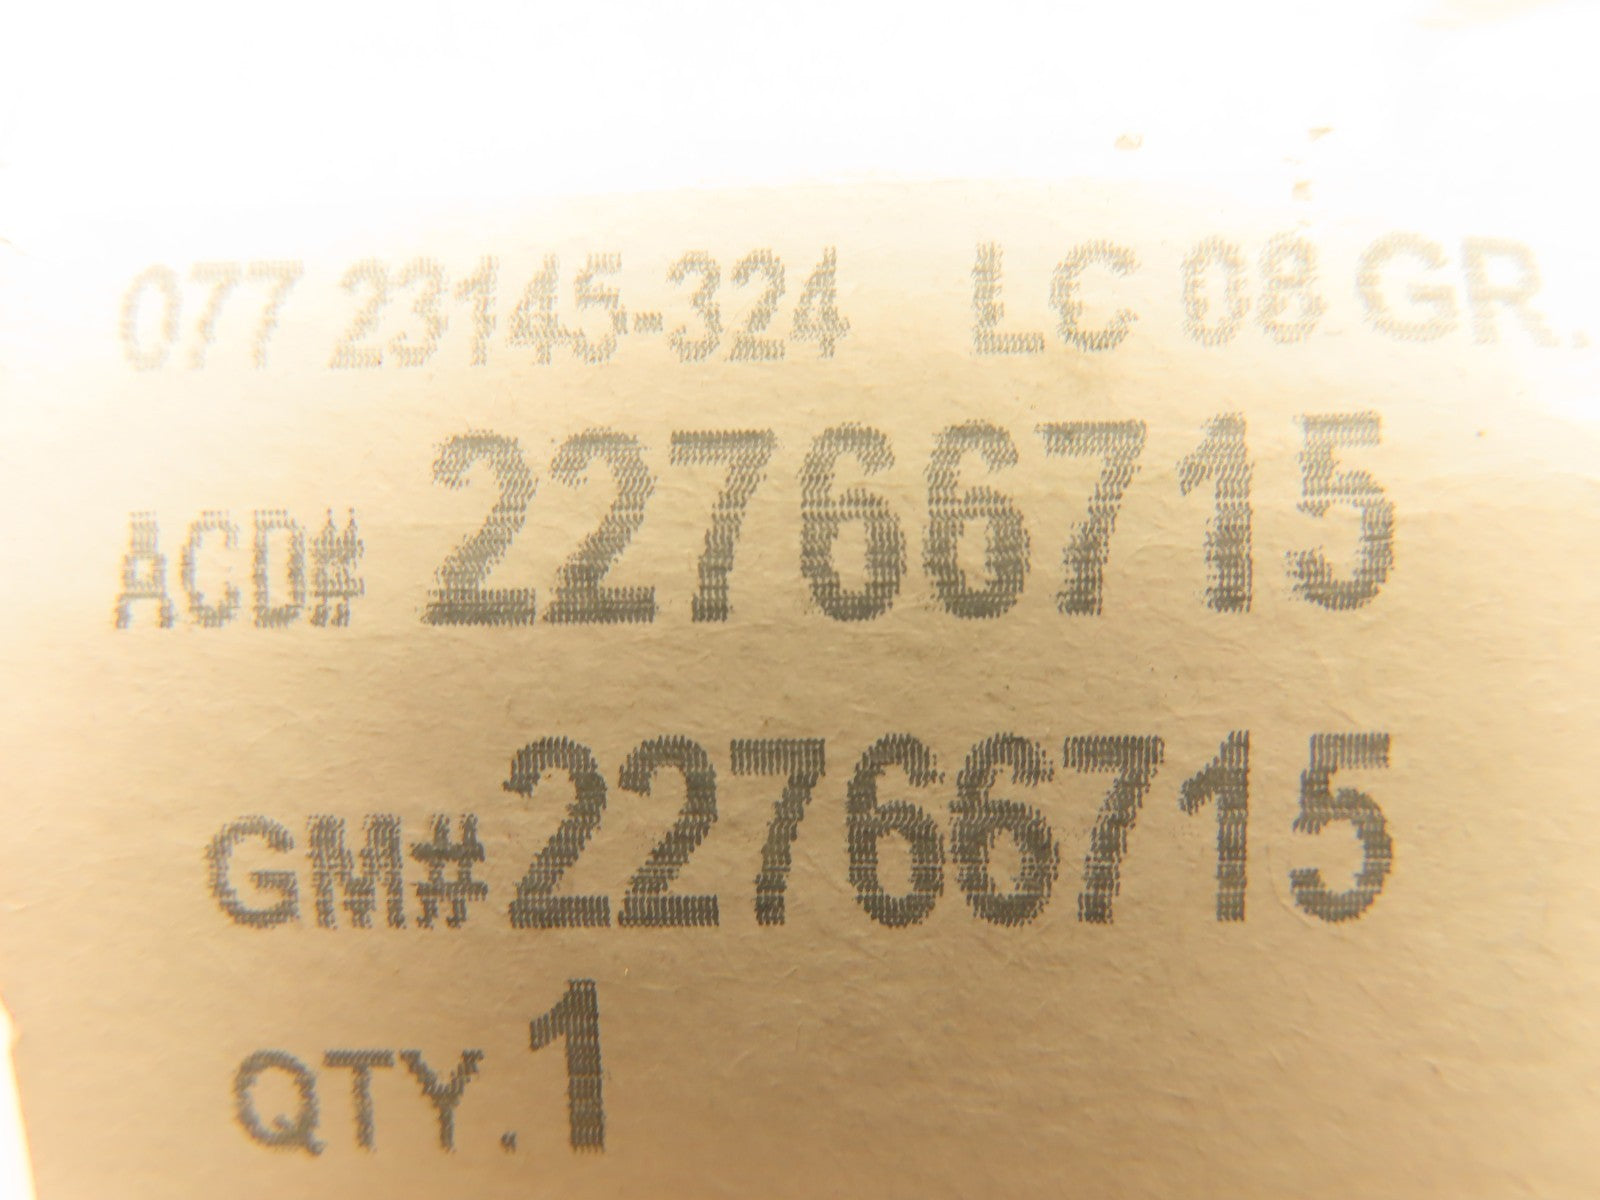 077 23145-324 LC 08 GR.
ACD# 22766715
GM# 22766715
QTY. 1